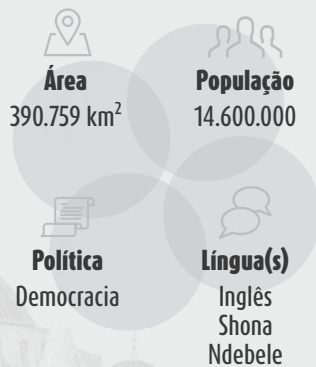 Área
390.759 km²
População
14.600.000
Política
Democracia
Língua(s)
Inglês
Shona
Ndebele